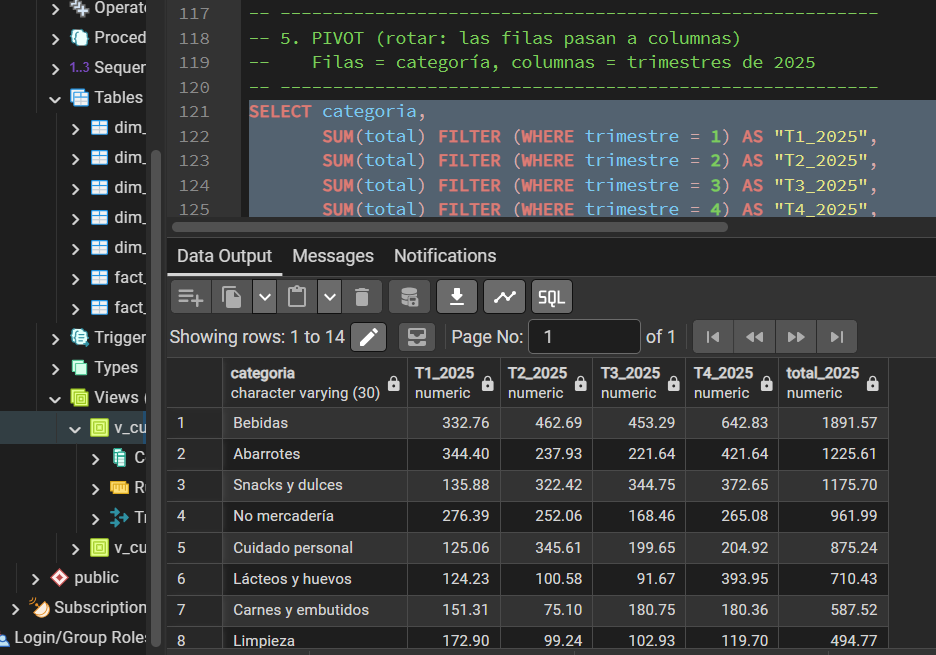 Operato
Proced
1..3 Sequer
Tables
dim_
dim_
dim_
dim_
dim_
fact_
fact_
Trigger
Types
Views (
v_cu
C
R
Tr
v_cu
public
Subscription
Login/Group Roles
117 -- ---------------------------------------------------------
118 -- 5. PIVOT (rotar: las filas pasan a columnas)
119 --    Filas = categoría, columnas = trimestres de 2025
120 -- ---------------------------------------------------------
121 SELECT categoria,
122        SUM(total) FILTER (WHERE trimestre = 1) AS "T1_2025",
123        SUM(total) FILTER (WHERE trimestre = 2) AS "T2_2025",
124        SUM(total) FILTER (WHERE trimestre = 3) AS "T3_2025",
125        SUM(total) FILTER (WHERE trimestre = 4) AS "T4_2025",
Data Output Messages Notifications
SQL
Showing rows: 1 to 14 Page No: 1 of 1
categoria T1_2025 T2_2025 T3_2025 T4_2025 total_2025
character varying (30) numeric numeric numeric numeric numeric
1 Bebidas 332.76 462.69 453.29 642.83 1891.57
2 Abarrotes 344.40 237.93 221.64 421.64 1225.61
3 Snacks y dulces 135.88 322.42 344.75 372.65 1175.70
4 No mercadería 276.39 252.06 168.46 265.08 961.99
5 Cuidado personal 125.06 345.61 199.65 204.92 875.24
6 Lácteos y huevos 124.23 100.58 91.67 393.95 710.43
7 Carnes y embutidos 151.31 75.10 180.75 180.36 587.52
8 Limpieza 172.90 99.24 102.93 119.70 494.77